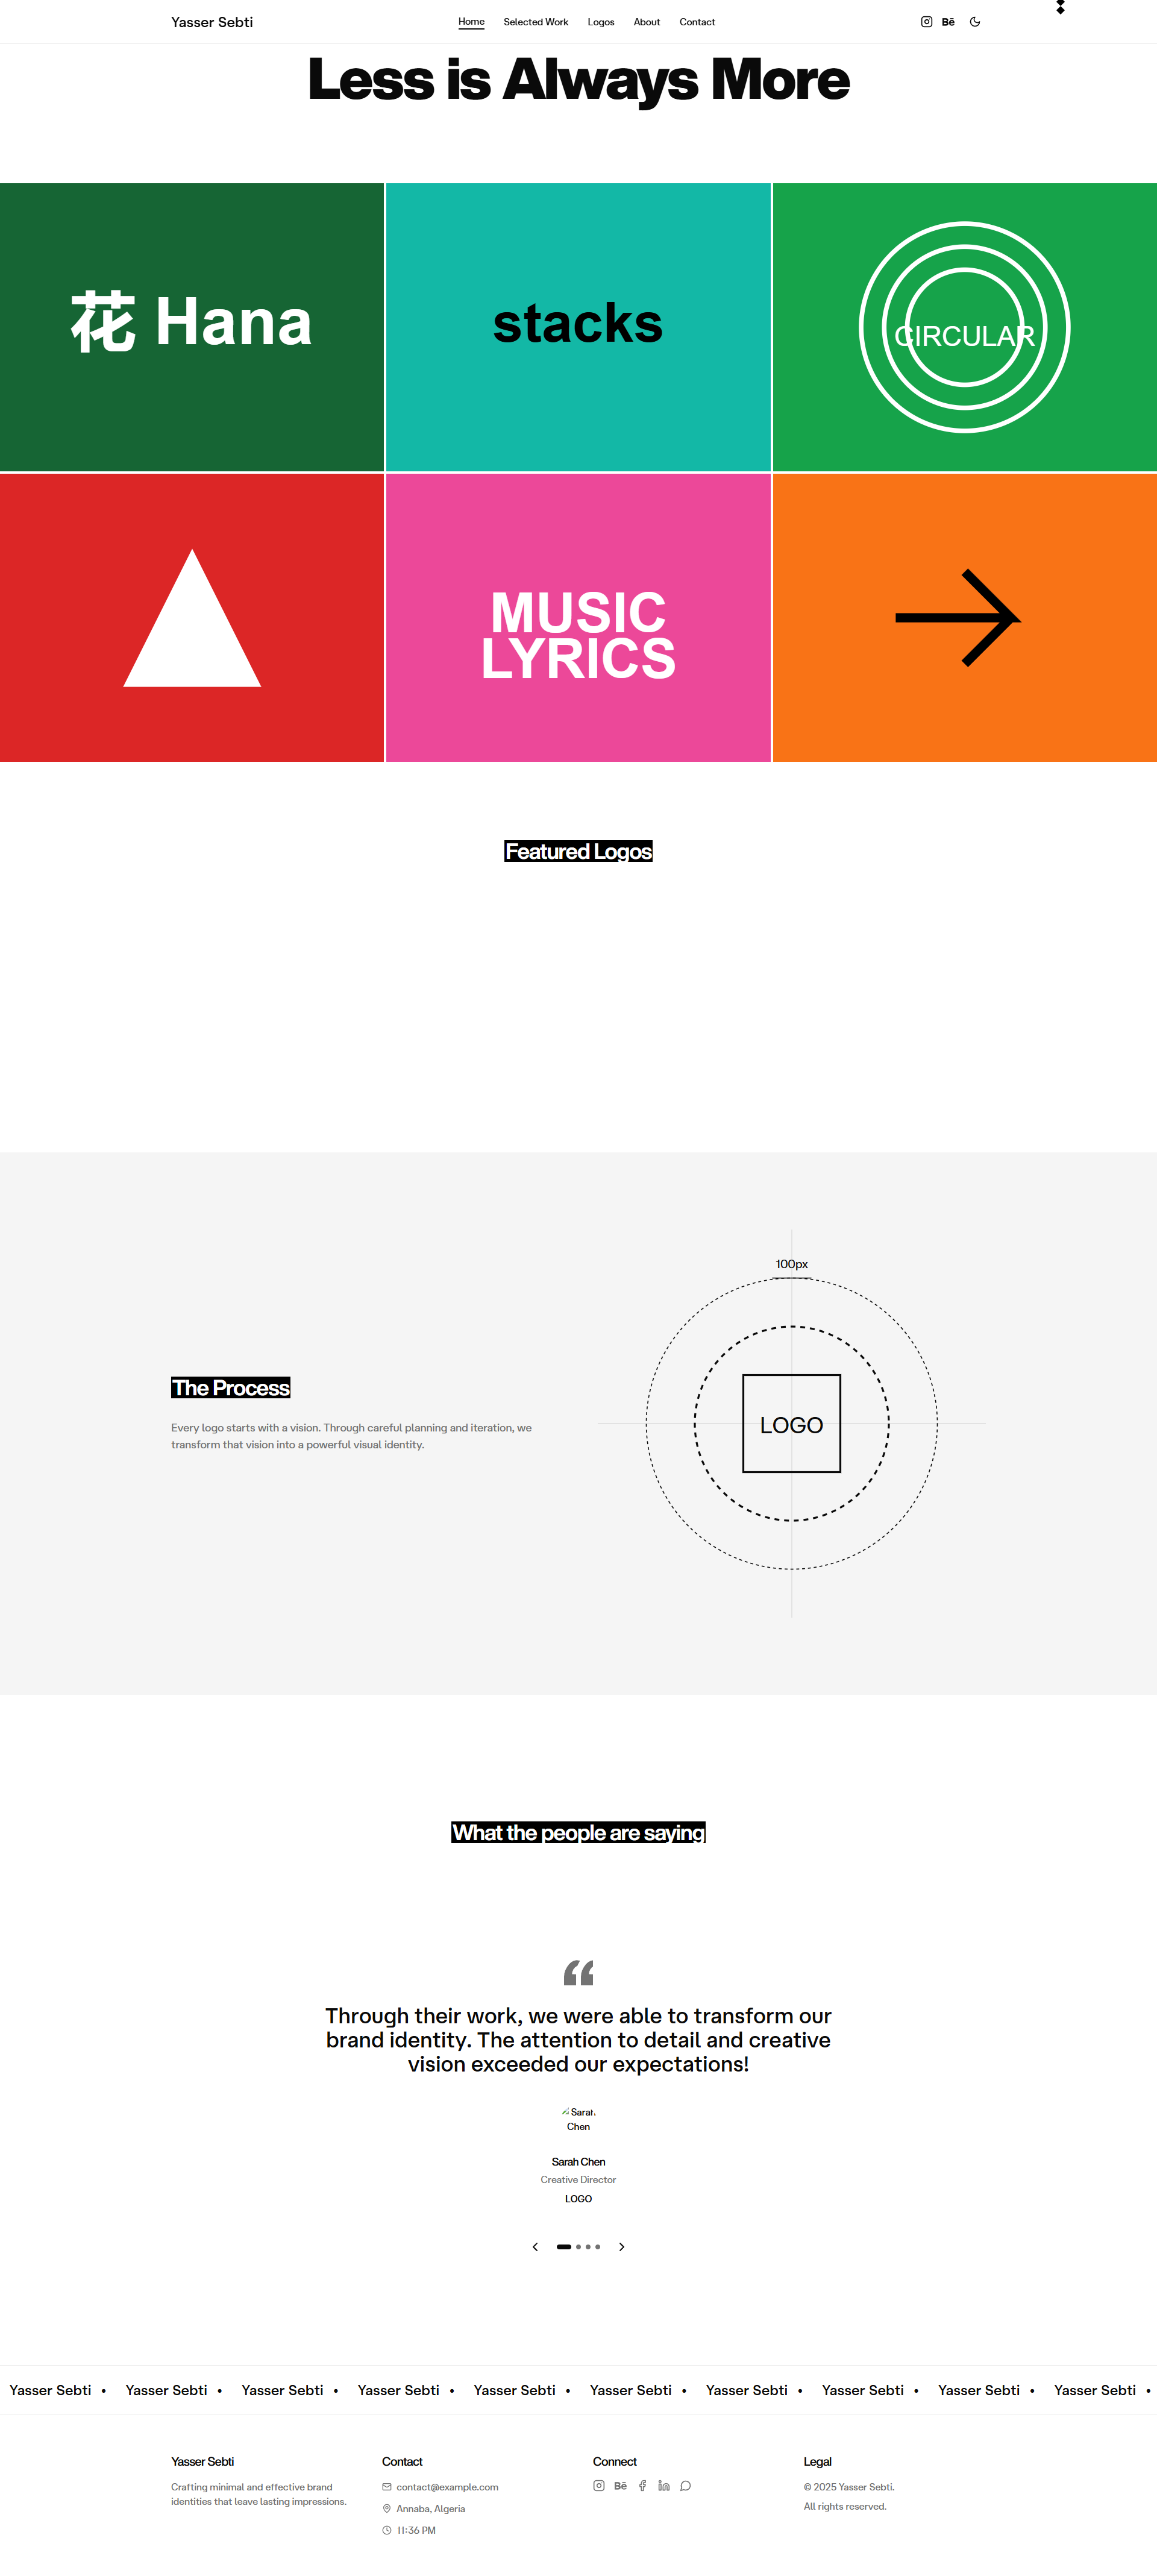 Yasser Sebti
Home Selected Work Logos About Contact
Bē
Less is Always More
花 Hana
stacks
CIRCULAR
MUSIC
LYRICS
Featured Logos
100px
LOGO
The Process
Every logo starts with a vision. Through careful planning and iteration, we
transform that vision into a powerful visual identity.
What the people are saying
“
Through their work, we were able to transform our
brand identity. The attention to detail and creative
vision exceeded our expectations!
Sarah
Chen
Sarah Chen
Creative Director
LOGO
Yasser Sebti • Yasser Sebti • Yasser Sebti • Yasser Sebti • Yasser Sebti • Yasser Sebti • Yasser Sebti • Yasser Sebti • Yasser Sebti • Yasser Sebti •
Yasser Sebti
Crafting minimal and effective brand
identities that leave lasting impressions.
Contact
contact@example.com
Annaba, Algeria
11:36 PM
Connect
Bē
Legal
© 2025 Yasser Sebti.
All rights reserved.